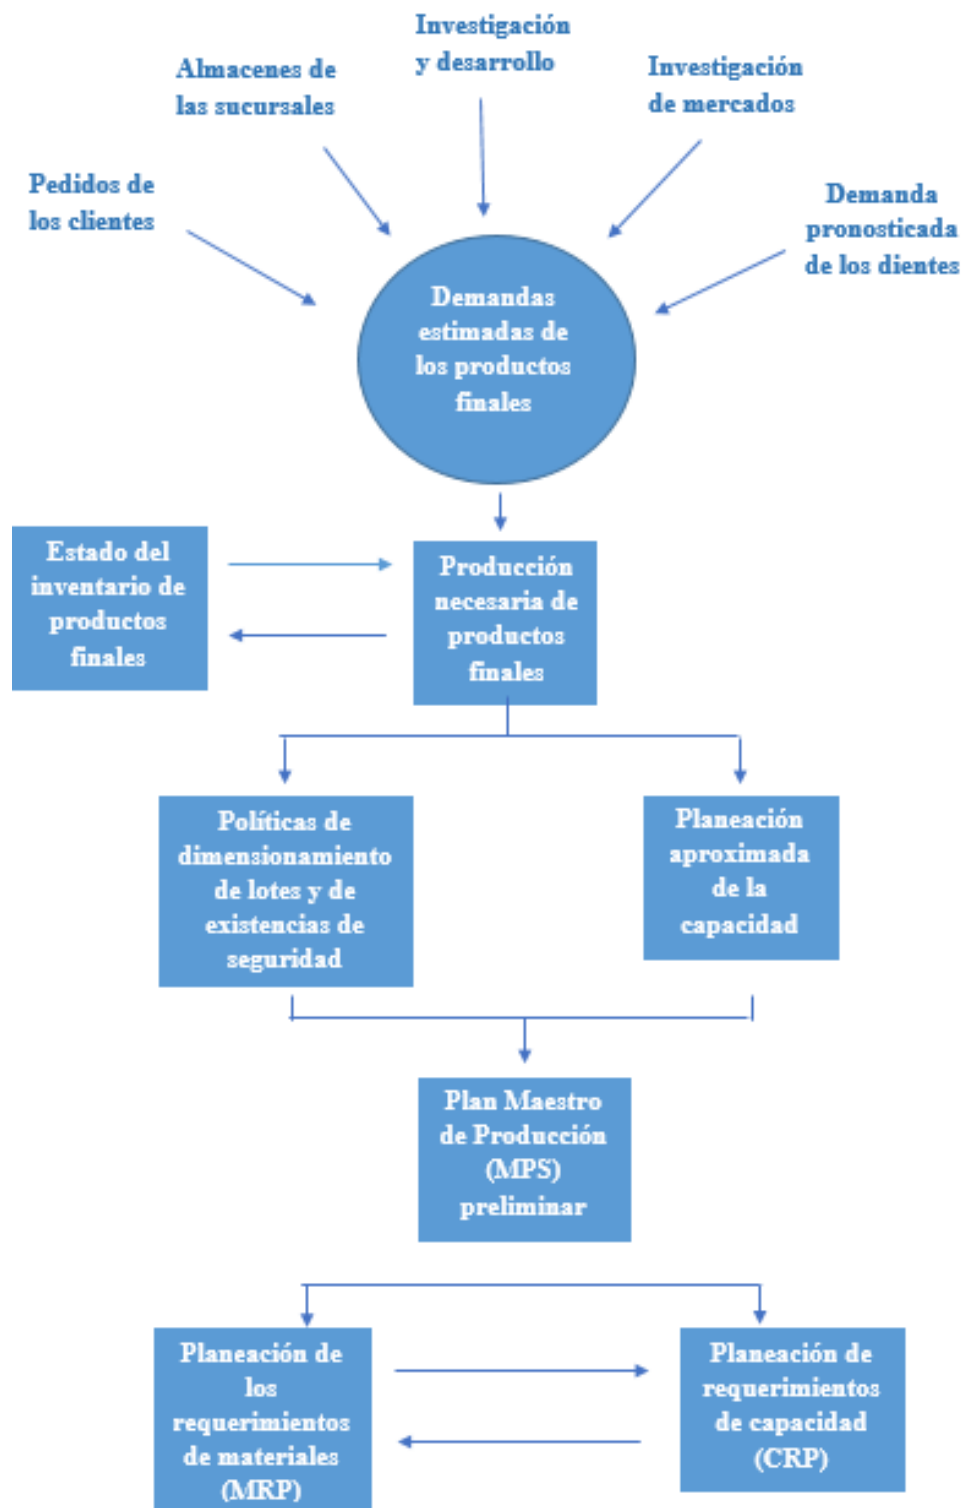 Investigación
y desarrollo
Almacenes de
las sucursales
Investigación
de mercados
Pedidos de
los clientes
Demanda
pronosticada
de los dientes
Demandas
estimadas de
los productos
finales
Estado del
inventario de
productos
finales
Producción
necesaria de
productos
finales
Políticas de
dimensionamiento
de lotes y de
existencias de
seguridad
Planeación
aproximada
de la
capacidad
Plan Maestro
de Producción
(MPS)
preliminar
Planeación de
los
requerimientos
de materiales
(MRP)
Planeación de
requerimientos
de capacidad
(CRP)